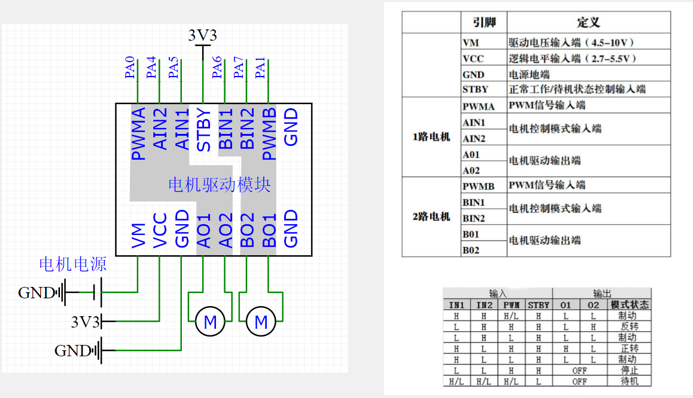 3V3
PA0
PA4
PA5
PA6
PA7
PA1
PWMA
AIN2
AIN1
STBY
BIN1
BIN2
PWMB
GND
电机驱动模块
VM
VCC
GND
AO1
AO2
BO2
BO1
GND
电机电源
GND
3V3
GND
M
M
引脚 定义
VM 驱动电压输入端（4.5~10V）
VCC 逻辑电平输入端（2.7~5.5V）
GND 电源地端
STBY 正常工作/待机状态控制输入端
1路电机
PWMA PWM信号输入端
AIN1
AIN2
电机控制模式输入端
A01
A02
电机驱动输出端
2路电机
PWMB PWM信号输入端
BIN1
BIN2
电机控制模式输入端
B01
B02
电机驱动输出端
输入 输出
IN1 IN2 PWM STBY O1 O2 模式状态
H H H/L H L L 制动
L H H H L H 反转
L H L H L L 制动
H L H H H L 正转
H L L H L L 制动
L L H H OFF 停止
H/L H/L H/L L OFF 待机